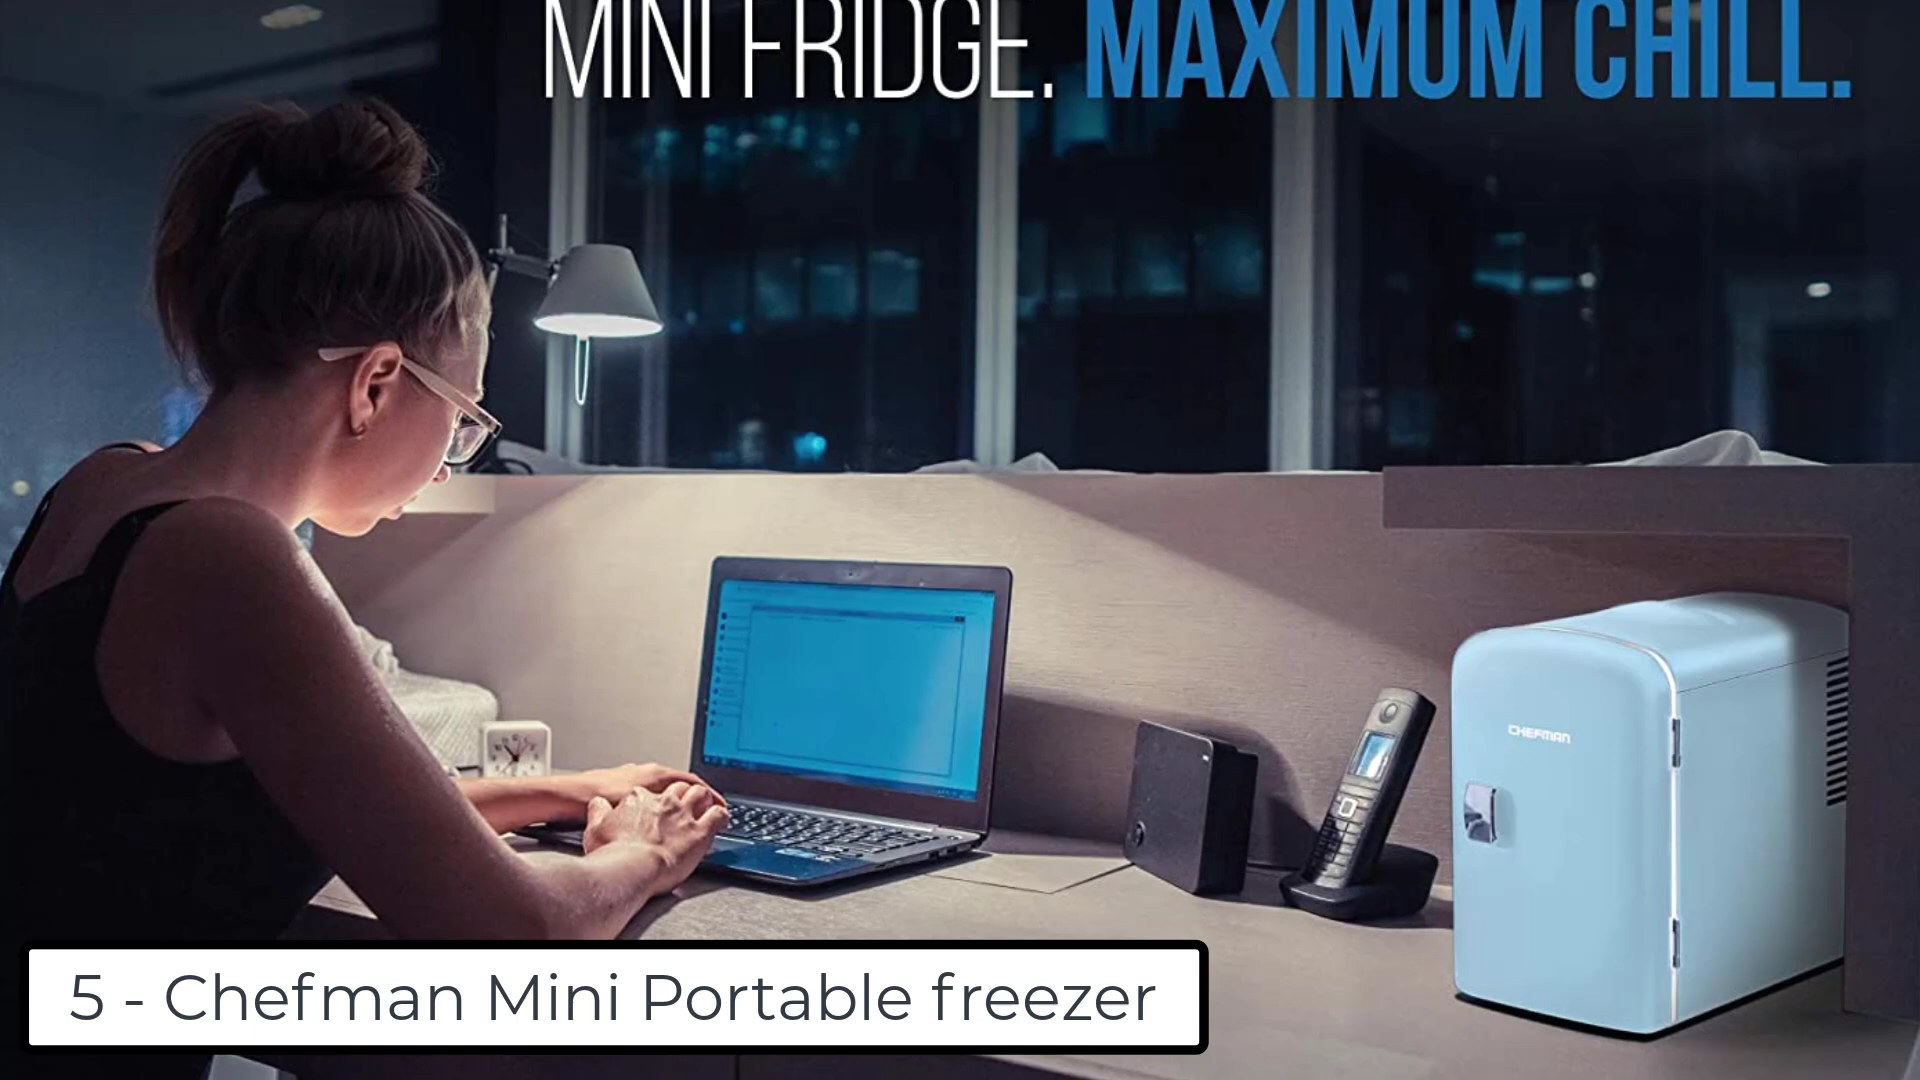 MINI FRIDGE. MAXIMUM CHILL.
CHEFMAN
5 - Chefman Mini Portable freezer